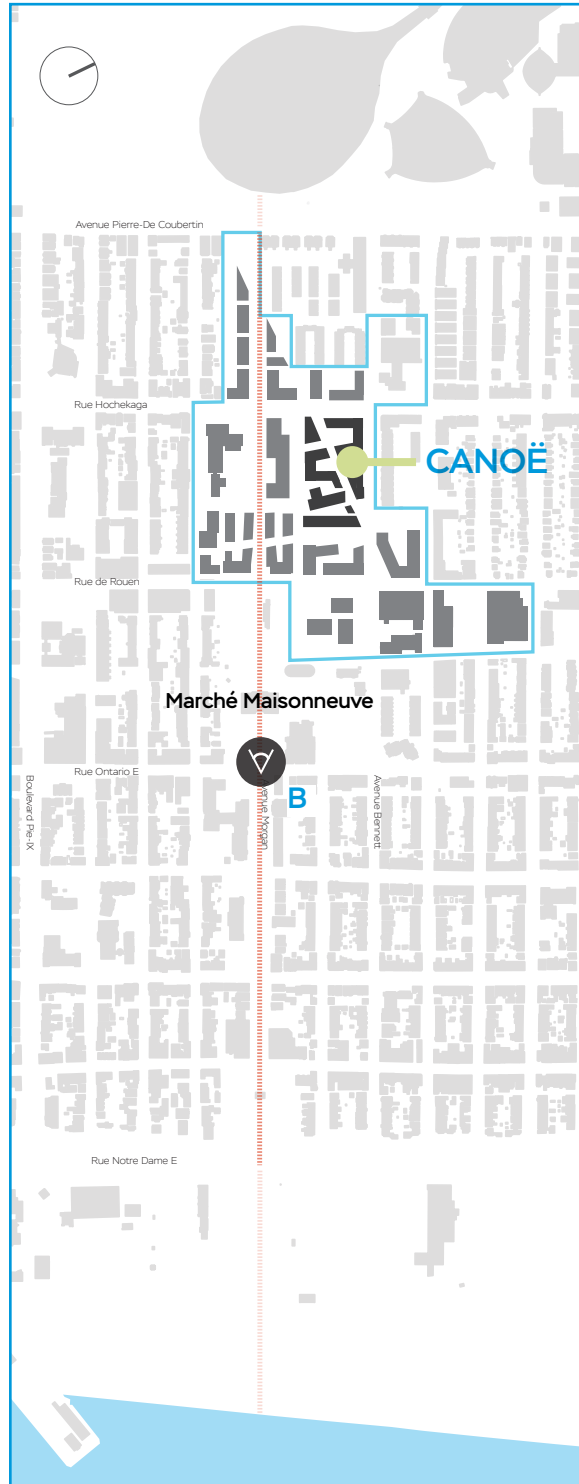 Avenue Pierre-De Coubertin
Rue Hochekaga
CANOË
Rue de Rouen
Marché Maisonneuve
Rue Ontario E
Boulevard Pie-IX
Avenue Morgan
B
Avenue Bennett
Rue Notre Dame E